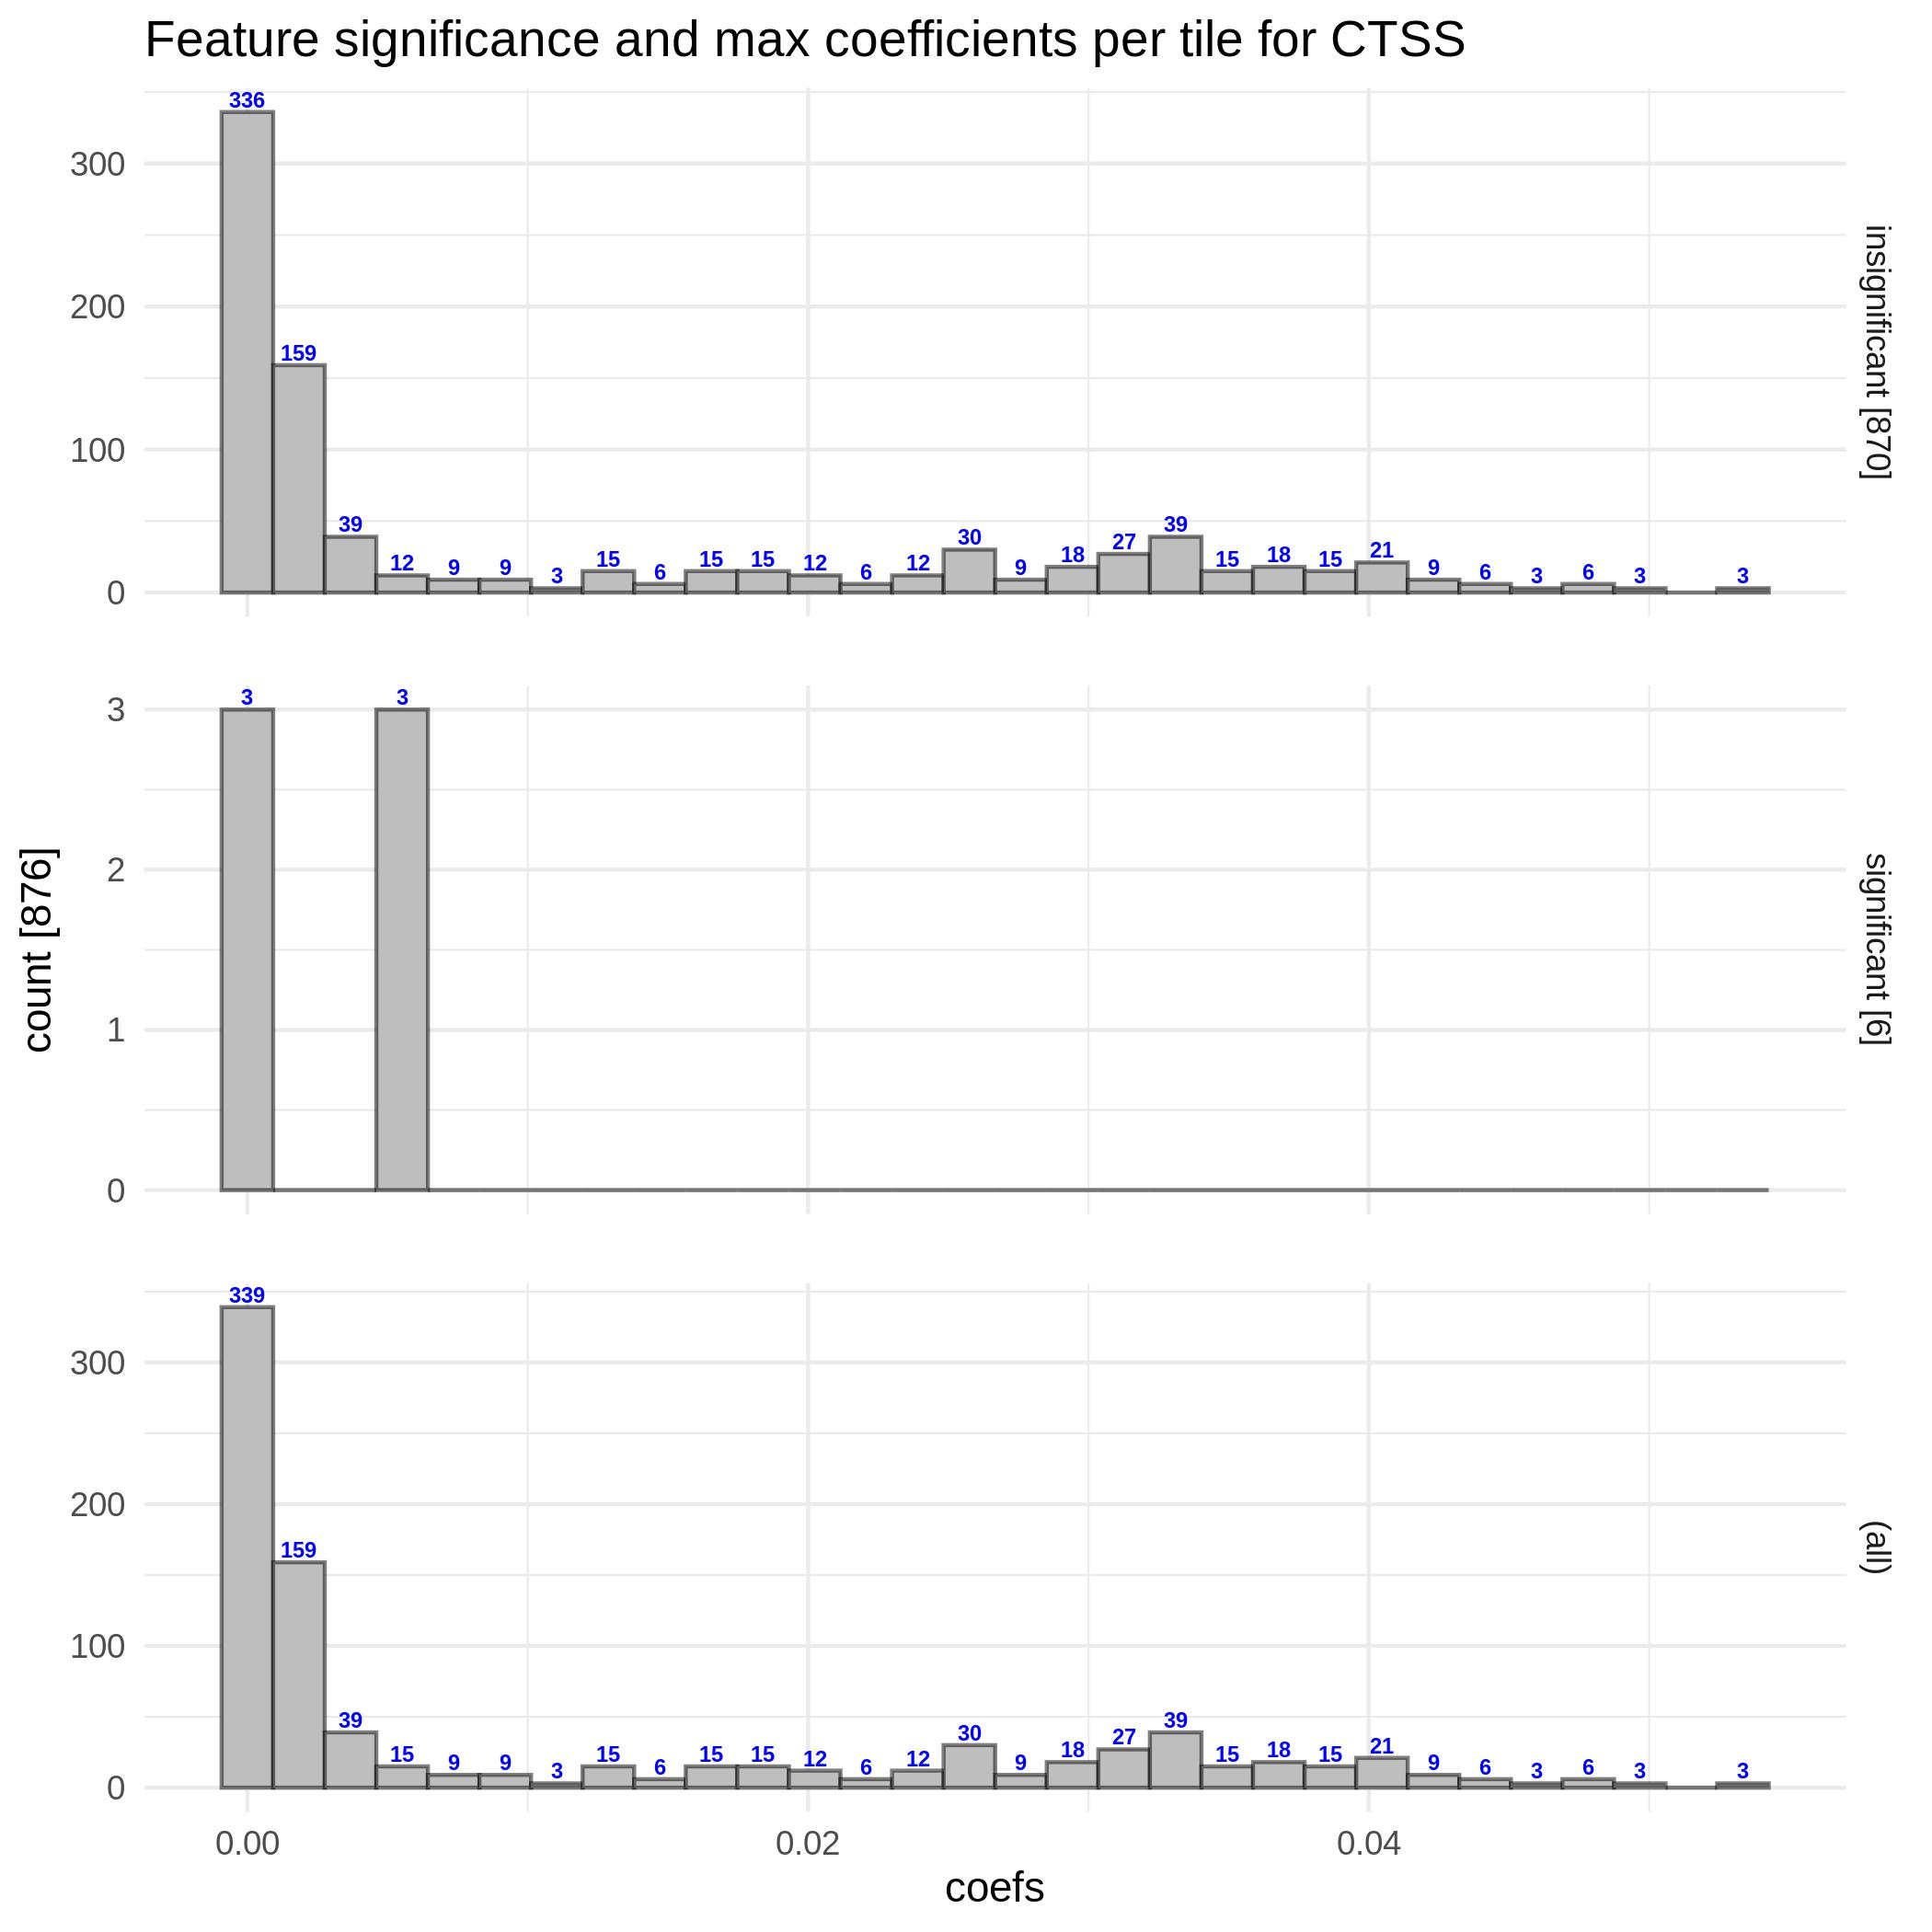 Feature significance and max coefficients per tile for CTSS
336
300
200
159
100
39 12 9 9 3 15 6 15 15 12 6 12 30 9 18 27 39 15 18 15 21 9 6 3 6 3 3
0
insignificant [870]
3 3
3
2
1
0
significant [6]
count [876]
339
300
200
159
100
39 15 9 9 3 15 6 15 15 12 6 12 30 9 18 27 39 15 18 15 21 9 6 3 6 3 3
0
(all)
0.00 0.02 0.04
coefs